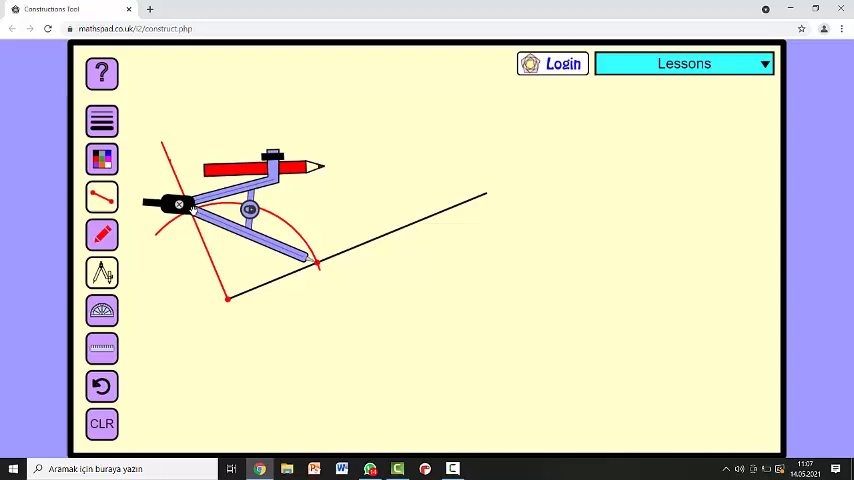 Constructions Tool
mathspad.co.uk/i2/construct.php
?
Login
Lessons
CLR
Aramak için buraya yazın
11:07
14.05.2021